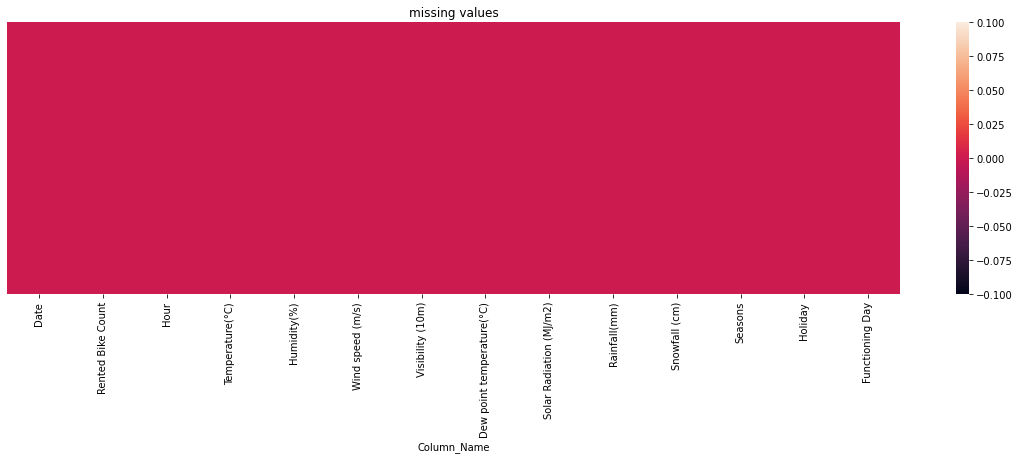 missing values
0.100
0.075
0.050
0.025
0.000
−0.025
−0.050
−0.075
−0.100
Date
Rented Bike Count
Hour
Temperature(°C)
Humidity(%)
Wind speed (m/s)
Visibility (10m)
Dew point temperature(°C)
Solar Radiation (MJ/m2)
Rainfall(mm)
Snowfall (cm)
Seasons
Holiday
Functioning Day
Column_Name